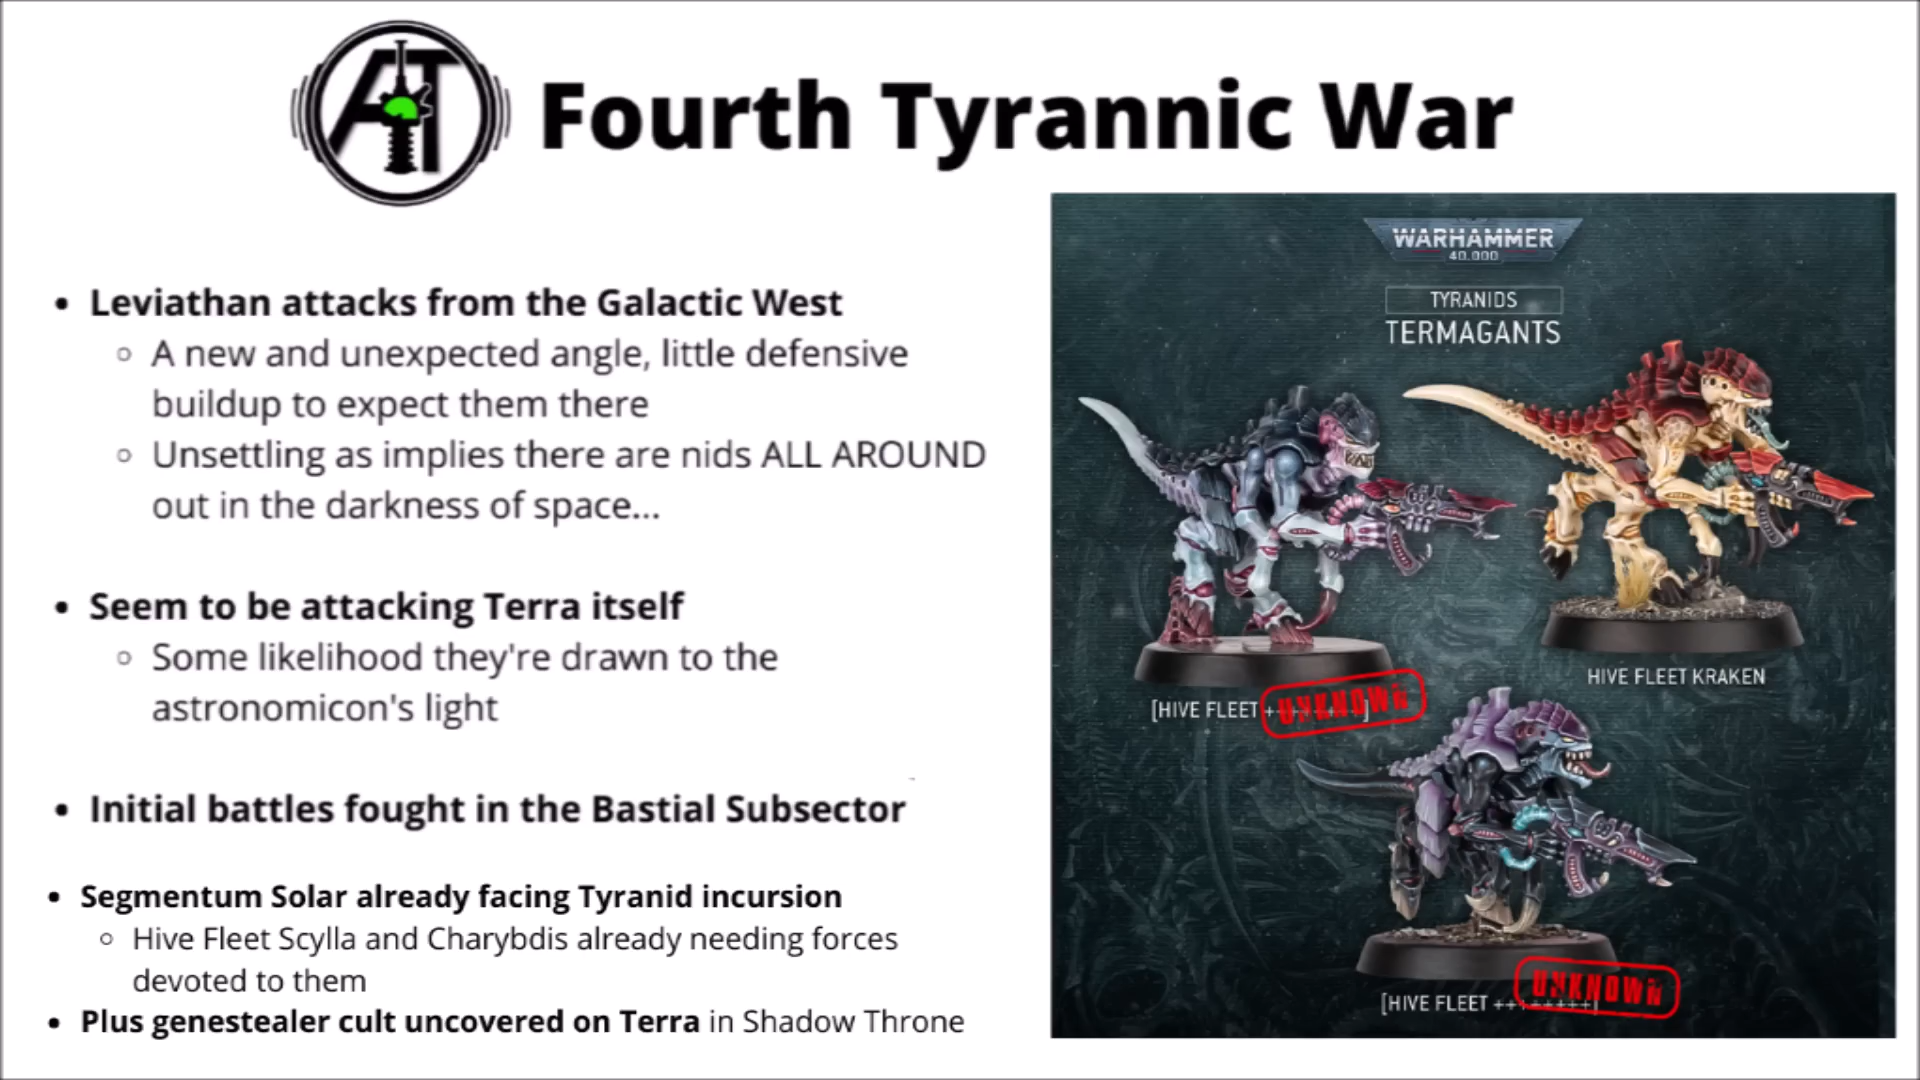 AT
Fourth Tyrannic War
• Leviathan attacks from the Galactic West
◦ A new and unexpected angle, little defensive
buildup to expect them there
◦ Unsettling as implies there are nids ALL AROUND
out in the darkness of space...
• Seem to be attacking Terra itself
◦ Some likelihood they're drawn to the
astronomicon's light
• Initial battles fought in the Bastial Subsector
• Segmentum Solar already facing Tyranid incursion
◦ Hive Fleet Scylla and Charybdis already needing forces
devoted to them
• Plus genestealer cult uncovered on Terra in Shadow Throne
WARHAMMER
40,000
TYRANIDS
TERMAGANTS
HIVE FLEET KRAKEN
[HIVE FLEET
UNKNOWN
[HIVE FLEET
UNKNOWN